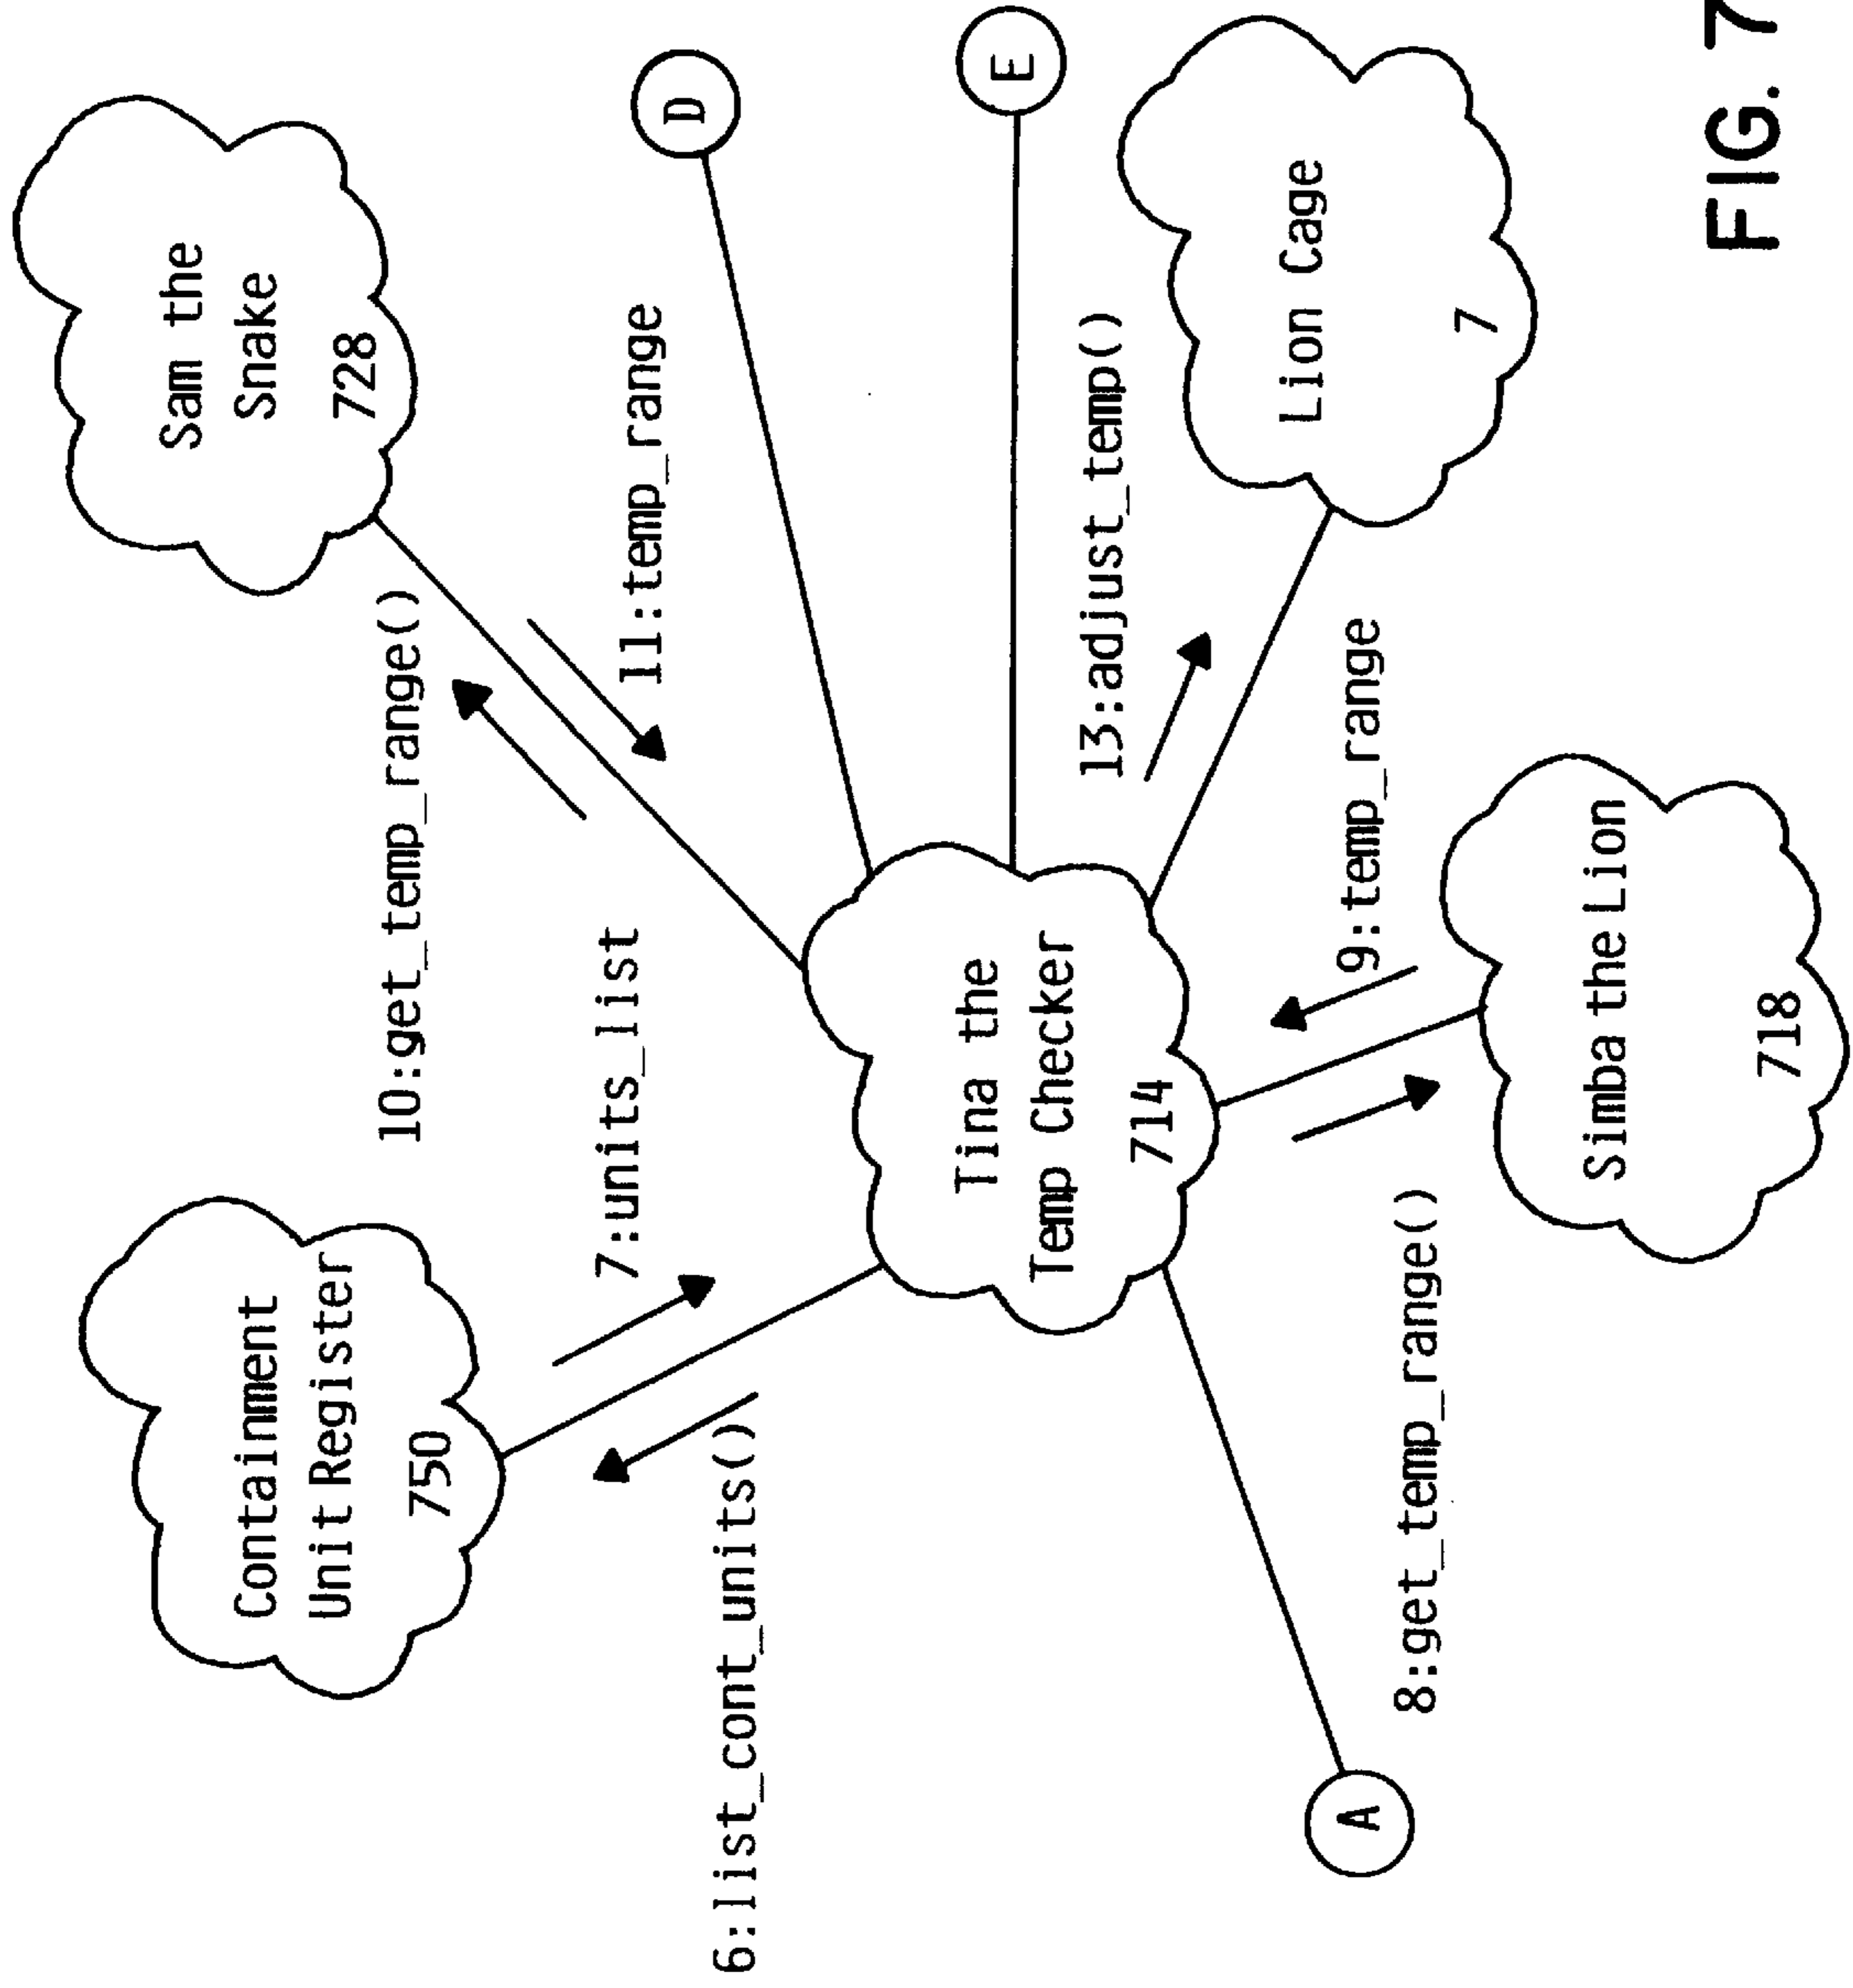 Containment
Unit Register
750
Sam the
Snake
728
10:get_temp_range()
7:units_list
11:temp_range
6:list_cont_units()
D
Tina the
Temp Checker
714
E
13:adjust_temp()
Lion Cage
7
A
8:get_temp_range()
9:temp_range
Simba the Lion
718
FIG. 7